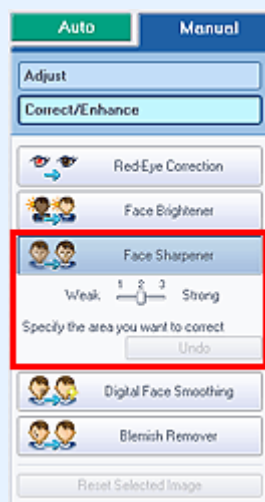 Auto Manual
Adjust
Correct/Enhance
Red-Eye Correction
Face Brightener
Face Sharpener
1 2 3
Weak Strong
Specify the area you want to correct
Undo
Digital Face Smoothing
Blemish Remover
Reset Selected Image